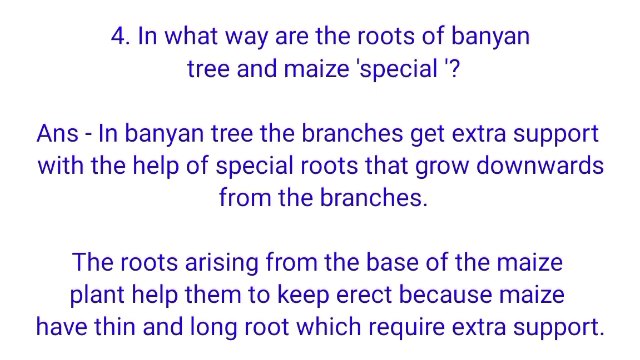 4. In what way are the roots of banyan
tree and maize 'special '?
Ans - In banyan tree the branches get extra support
with the help of special roots that grow downwards
from the branches.
The roots arising from the base of the maize
plant help them to keep erect because maize
have thin and long root which require extra support.